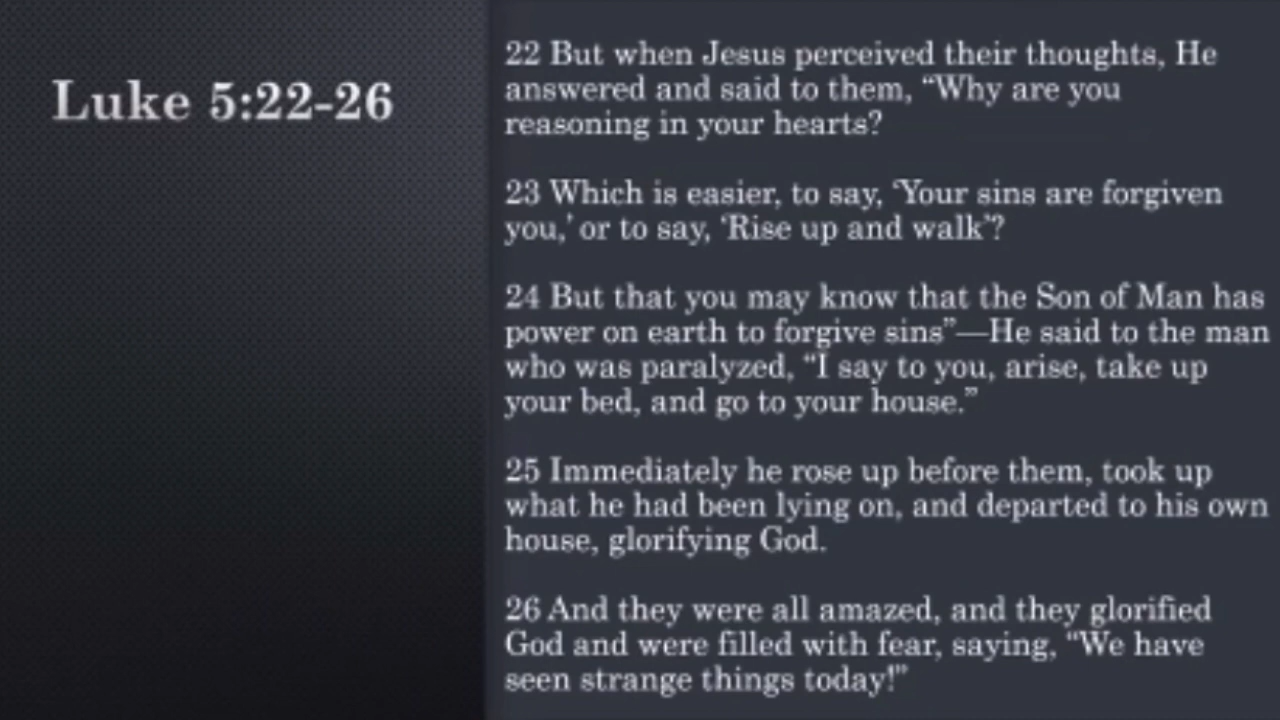 Luke 5:22-26
22 But when Jesus perceived their thoughts, He
answered and said to them, “Why are you
reasoning in your hearts?
23 Which is easier, to say, ‘Your sins are forgiven
you,’ or to say, ‘Rise up and walk’?
24 But that you may know that the Son of Man has
power on earth to forgive sins”—He said to the man
who was paralyzed, “I say to you, arise, take up
your bed, and go to your house.”
25 Immediately he rose up before them, took up
what he had been lying on, and departed to his own
house, glorifying God.
26 And they were all amazed, and they glorified
God and were filled with fear, saying, “We have
seen strange things today!”